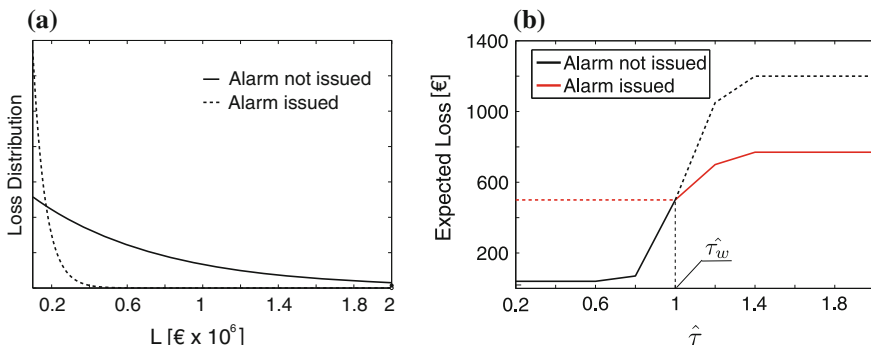 (a)
Loss Distribution
Alarm not issued
Alarm issued
0.2 0.6 1 1.4 1.8 2
L [€ x 10⁶]
(b)
Expected Loss [€]
1400
1000
600
200
Alarm not issued
Alarm issued
τ̂_w
0.2 0.6 1 1.4 1.8
τ̂